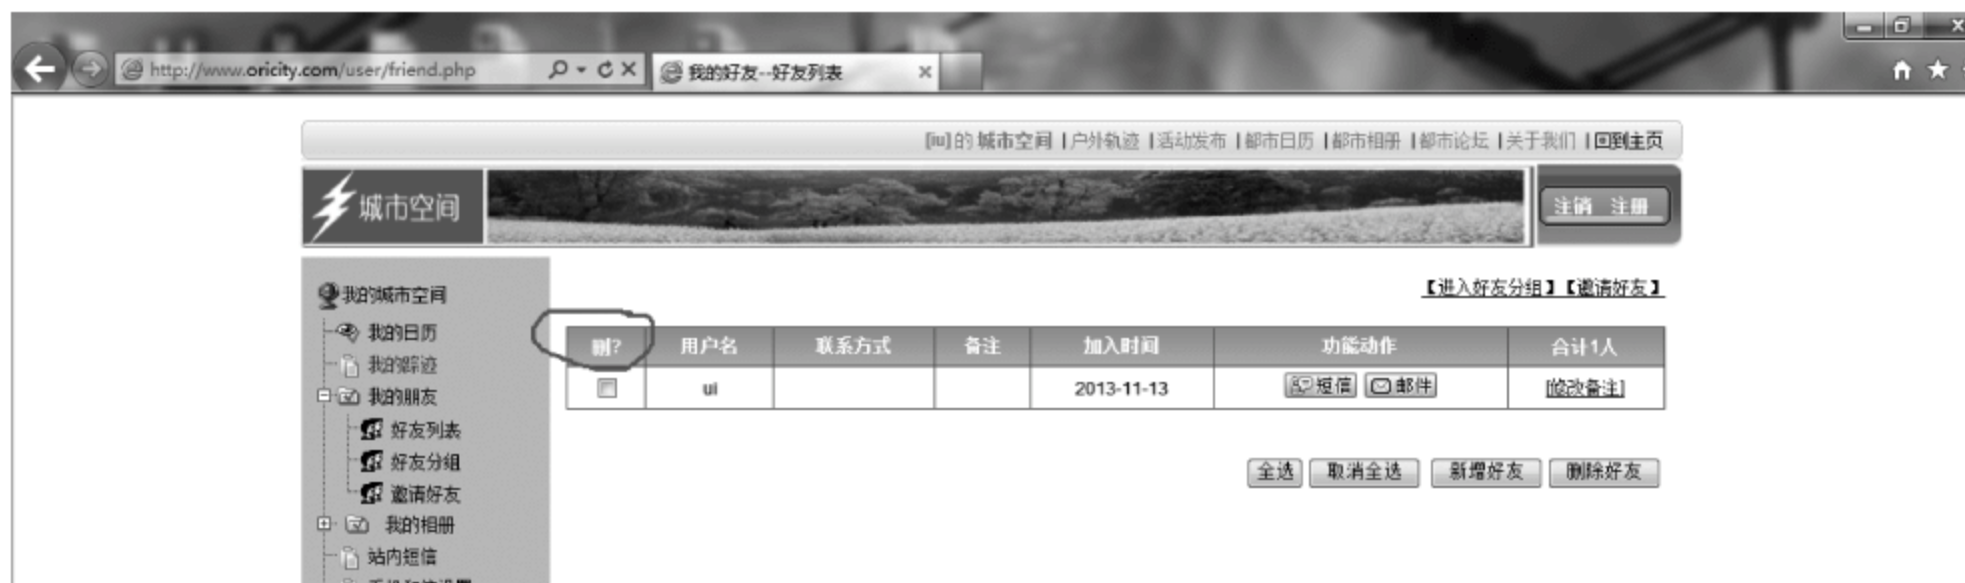 http://www.oricity.com/user/friend.php
我的好友--好友列表
[iu]的 城市空间 | 户外轨迹 | 活动发布 | 都市日历 | 都市相册 | 都市论坛 | 关于我们 | 回到主页
城市空间
注销 注册
我的城市空间
我的日历
我的踪迹
我的朋友
好友列表
好友分组
邀请好友
我的相册
站内短信
【进入好友分组】【邀请好友】
删? 用户名 联系方式 备注 加入时间 功能动作 合计1人
ui 2013-11-13 短信 邮件 [修改备注]
全选 取消全选 新增好友 删除好友